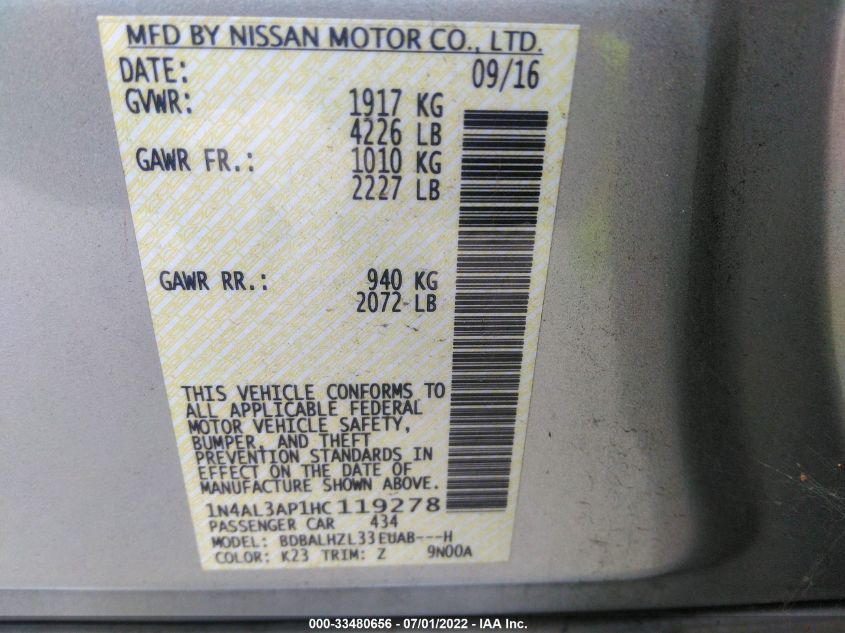 MFD BY NISSAN MOTOR CO., LTD.
DATE: 09/16
GVWR: 1917 KG
4226 LB
GAWR FR.: 1010 KG
2227 LB
GAWR RR.: 940 KG
2072 LB
THIS VEHICLE CONFORMS TO
ALL APPLICABLE FEDERAL
MOTOR VEHICLE SAFETY,
BUMPER, AND THEFT
PREVENTION STANDARDS IN
EFFECT ON THE DATE OF
MANUFACTURE SHOWN ABOVE.
1N4AL3AP1HC119278
PASSENGER CAR 434
MODEL: BDBALHZL33EUAB---H
COLOR: K23 TRIM: Z 9N00A
000-33480656 / 07/01/2022 - IAA Inc.